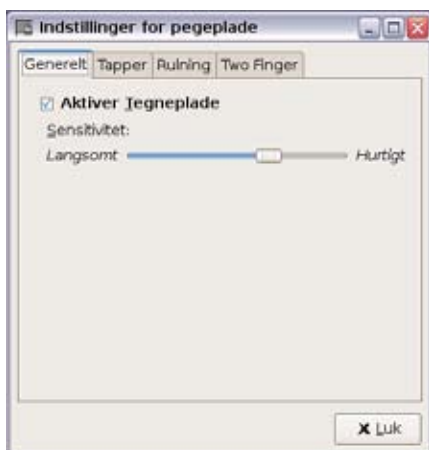 Indstillinger for pegeplade
Generelt Tapper Rulning Two Finger
Aktiver Tegneplade
Sensitivitet:
Langsomt Hurtigt
Luk